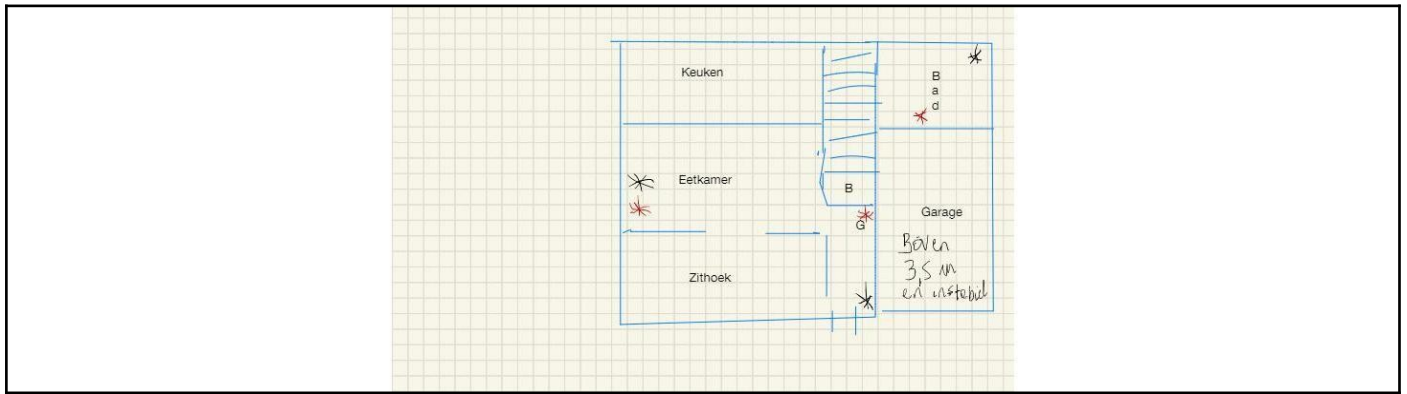 Keuken
B
a
d
Eetkamer
B
Garage
G
Boven
3,5 m
en instabiel
Zithoek